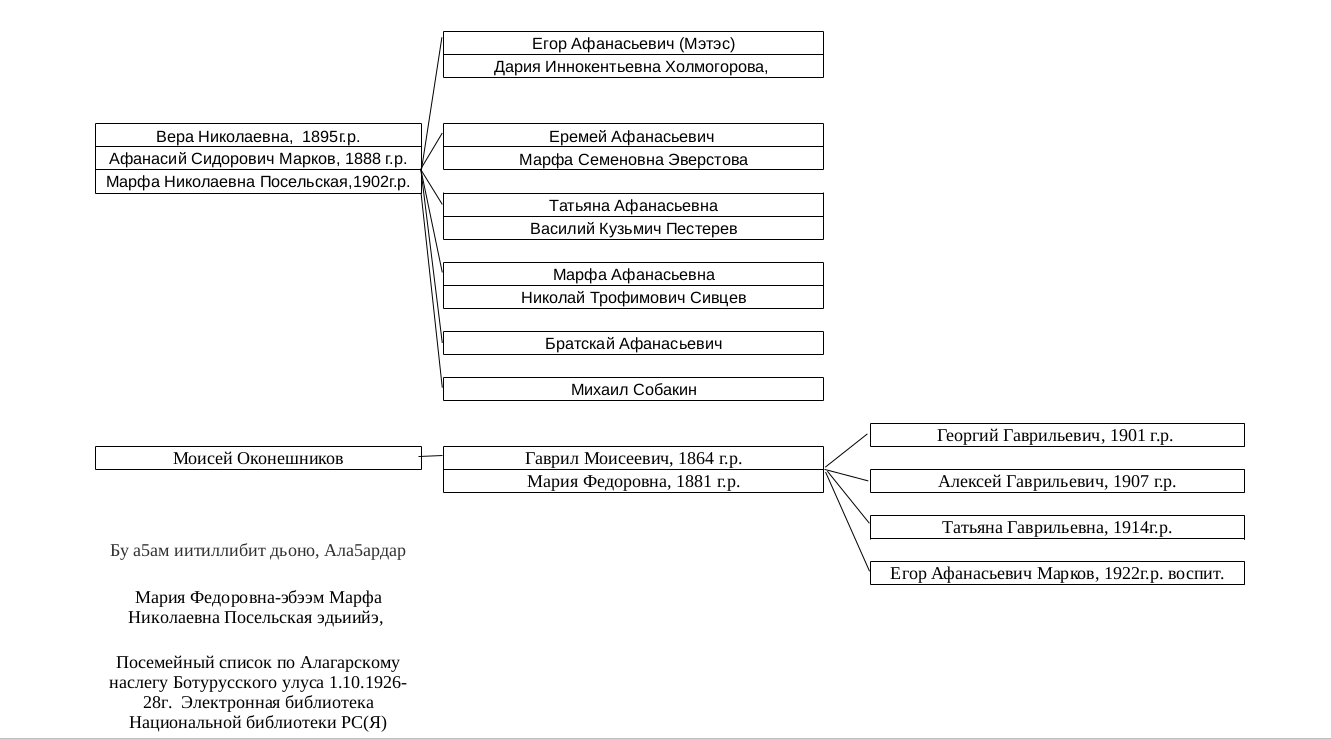 Егор Афанасьевич (Мэтэс)
Дария Иннокентьевна Холмогорова,
Вера Николаевна,  1895г.р.
Афанасий Сидорович Марков, 1888 г.р.
Марфа Николаевна Посельская,1902г.р.
Еремей Афанасьевич
Марфа Семеновна Эверстова
Татьяна Афанасьевна
Василий Кузьмич Пестерев
Марфа Афанасьевна
Николай Трофимович Сивцев
Братскай Афанасьевич
Михаил Собакин
Моисей Оконешников
Гаврил Моисеевич, 1864 г.р.
Мария Федоровна, 1881 г.р.
Георгий Гаврильевич, 1901 г.р.
Алексей Гаврильевич, 1907 г.р.
Татьяна Гаврильевна, 1914г.р.
Егор Афанасьевич Марков, 1922г.р. воспит.
Бу а5ам иитиллибит дьоно, Ала5ардар
Мария Федоровна-эбээм Марфа
Николаевна Посельская эдьиийэ,
Посемейный список по Алагарскому
наслегу Ботурусского улуса 1.10.1926-
28г.  Электронная библиотека
Национальной библиотеки РС(Я)